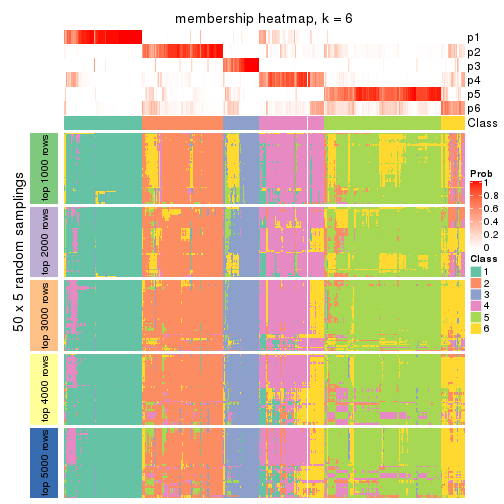 membership heatmap, k = 6
p1
p2
p3
p4
p5
p6
Class
50 x 5 random samplings
top 1000 rows
top 2000 rows
top 3000 rows
top 4000 rows
top 5000 rows
Prob
1
0.8
0.6
0.4
0.2
0
Class
1
2
3
4
5
6